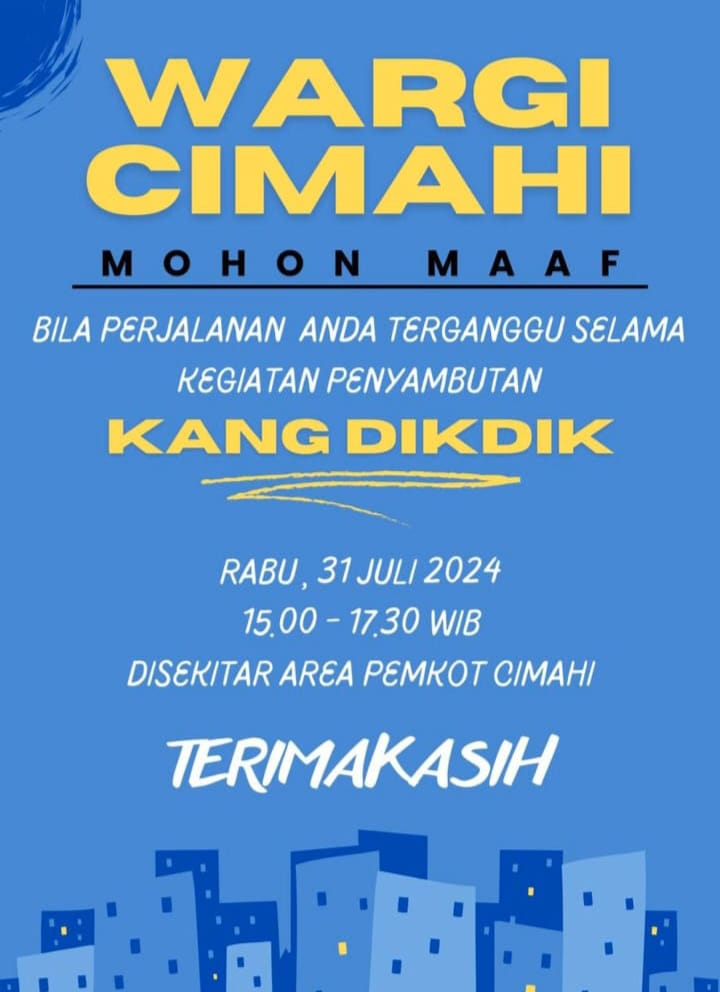 WARGI
CIMAHI
MOHON MAAF
BILA PERJALANAN ANDA TERGANGGU SELAMA
KEGIATAN PENYAMBUTAN
KANG DIKDIK
RABU, 31 JULI 2024
15.00 - 17.30 WIB
DISEKITAR AREA PEMKOT CIMAHI
TERIMAKASIH